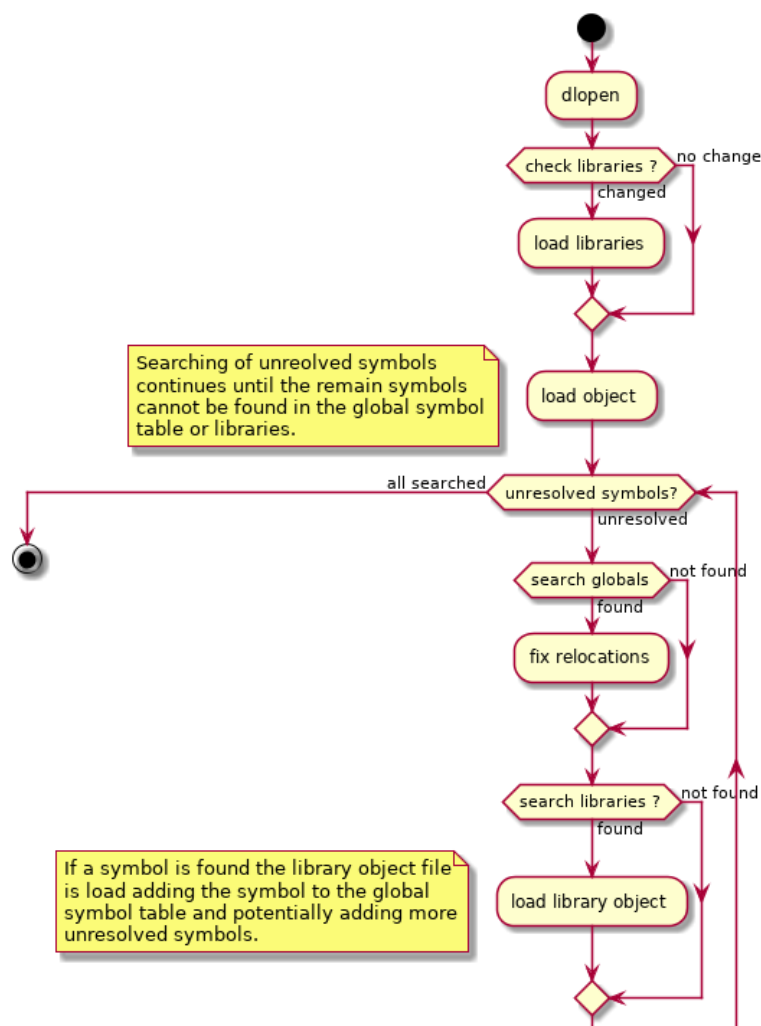 dlopen
check libraries ?
no change
changed
load libraries
Searching of unreolved symbols
continues until the remain symbols
cannot be found in the global symbol
table or libraries.
load object
all searched
unresolved symbols?
unresolved
search globals
not found
found
fix relocations
search libraries ?
not found
found
If a symbol is found the library object file
is load adding the symbol to the global
symbol table and potentially adding more
unresolved symbols.
load library object